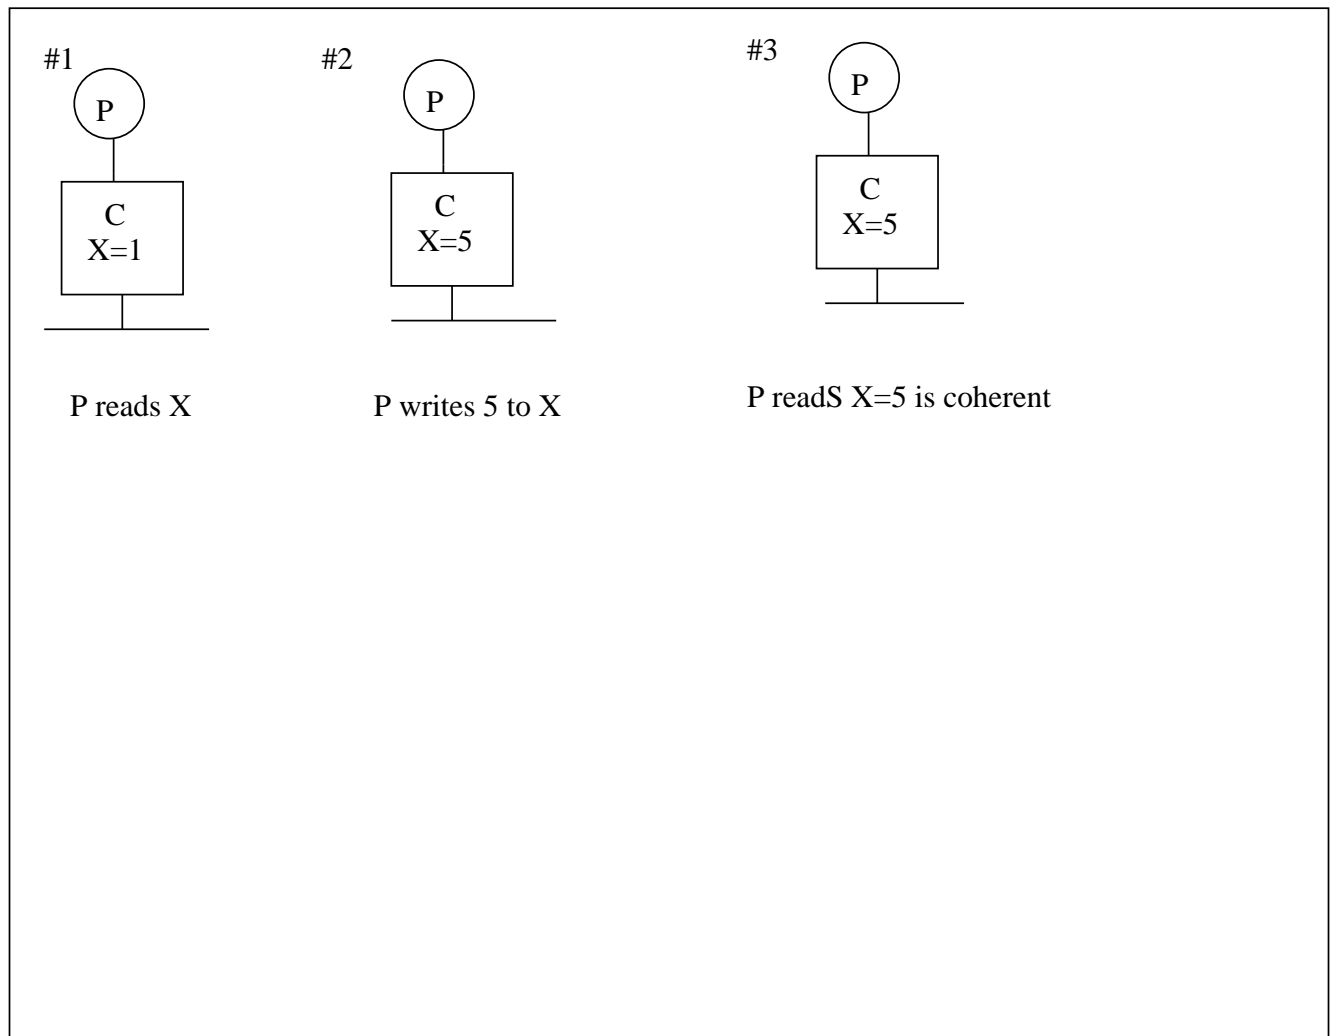 #1
P
C
X=1
P reads X
#2
P
C
X=5
P writes 5 to X
#3
P
C
X=5
P readS X=5 is coherent